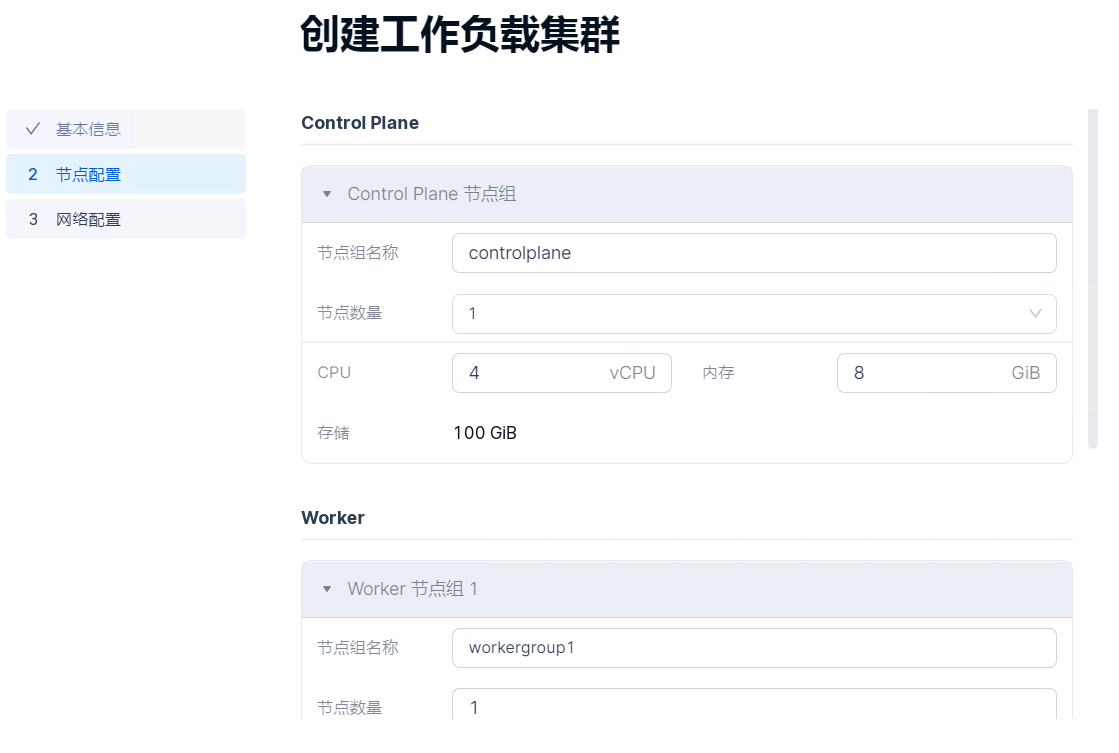 创建工作负载集群
基本信息
2 节点配置
3 网络配置
Control Plane
Control Plane 节点组
节点组名称 controlplane
节点数量 1
CPU 4 vCPU 内存 8 GiB
存储 100 GiB
Worker
Worker 节点组 1
节点组名称 workergroup1
节点数量 1